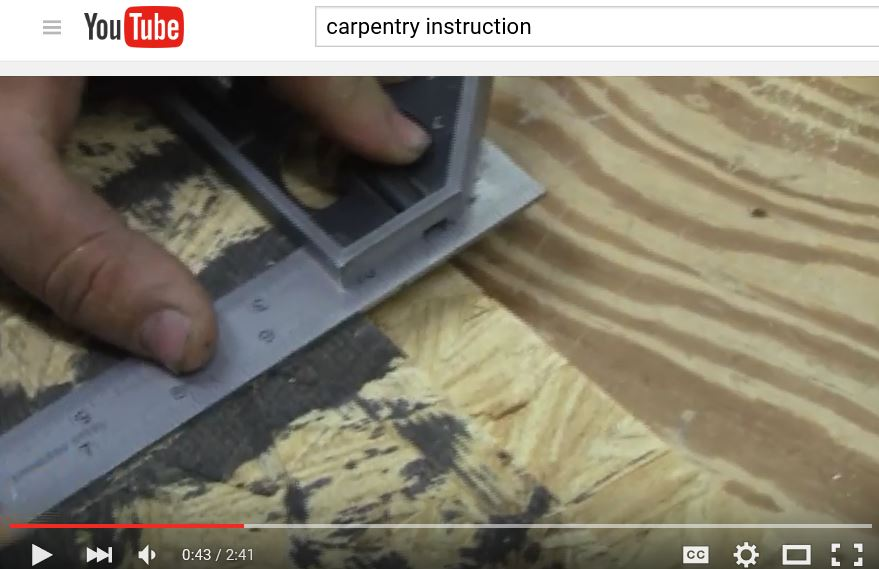 YouTube
carpentry instruction
0:43 / 2:41
CC